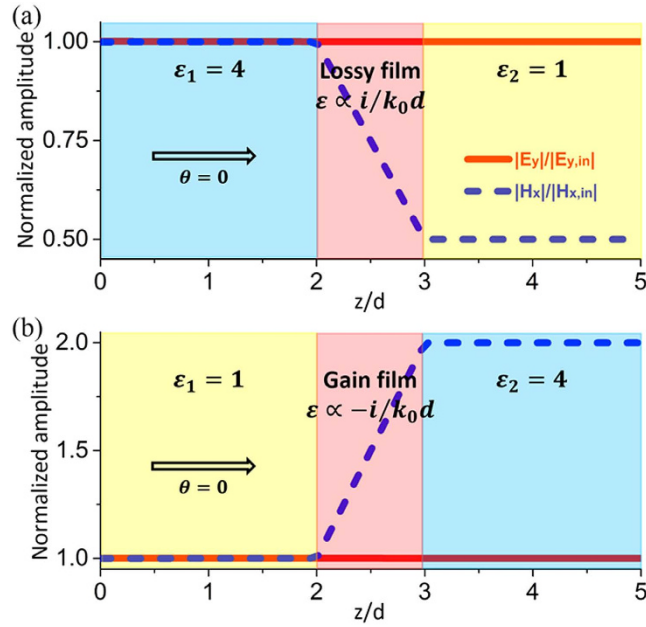 (a)
Normalized amplitude
1.00
0.75
0.50
ε₁ = 4
Lossy film
ε ∝ i/k₀d
ε₂ = 1
θ = 0
|Ey|/|Ey,in|
|Hx|/|Hx,in|
0 1 2 3 4 5
z/d
(b)
Normalized amplitude
2.0
1.5
1.0
ε₁ = 1
Gain film
ε ∝ -i/k₀d
ε₂ = 4
θ = 0
0 1 2 3 4 5
z/d